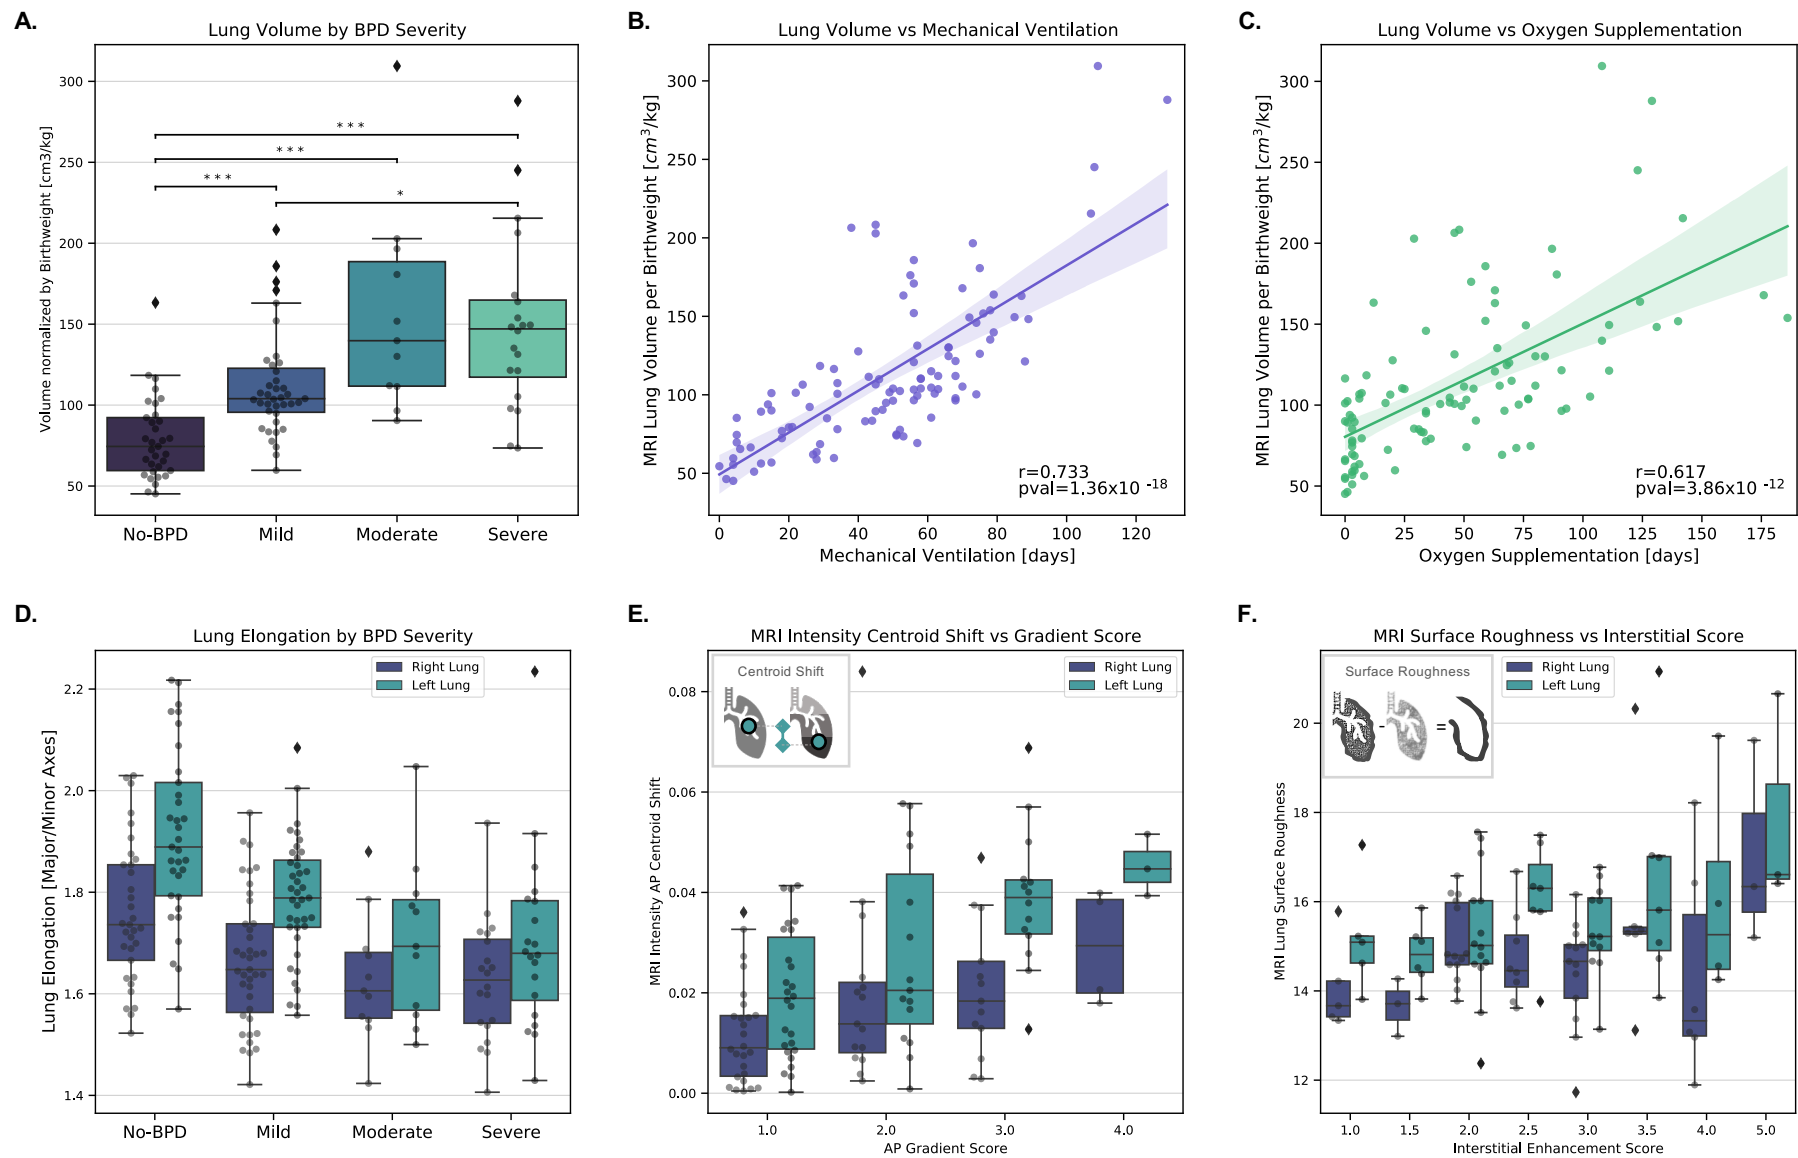 A.
Lung Volume by BPD Severity
Volume normalized by Birthweight [cm3/kg]
300
250
200
150
100
50
***
***
***
*
No-BPD Mild Moderate Severe
B.
Lung Volume vs Mechanical Ventilation
MRI Lung Volume per Birthweight [cm³/kg]
300
250
200
150
100
50
r=0.733
pval=1.36x10 -18
0 20 40 60 80 100 120
Mechanical Ventilation [days]
C.
Lung Volume vs Oxygen Supplementation
MRI Lung Volume per Birthweight [cm³/kg]
300
250
200
150
100
50
r=0.617
pval=3.86x10 -12
0 25 50 75 100 125 150 175
Oxygen Supplementation [days]
D.
Lung Elongation by BPD Severity
Right Lung
Left Lung
Lung Elongation [Major/Minor Axes]
2.2
2.0
1.8
1.6
1.4
No-BPD Mild Moderate Severe
E.
MRI Intensity Centroid Shift vs Gradient Score
Centroid Shift
Right Lung
Left Lung
MRI Intensity AP Centroid Shift
0.08
0.06
0.04
0.02
0.00
1.0 2.0 3.0 4.0
AP Gradient Score
F.
MRI Surface Roughness vs Interstitial Score
Surface Roughness
- =
Right Lung
Left Lung
MRI Lung Surface Roughness
20
18
16
14
12
1.0 1.5 2.0 2.5 3.0 3.5 4.0 5.0
Interstitial Enhancement Score